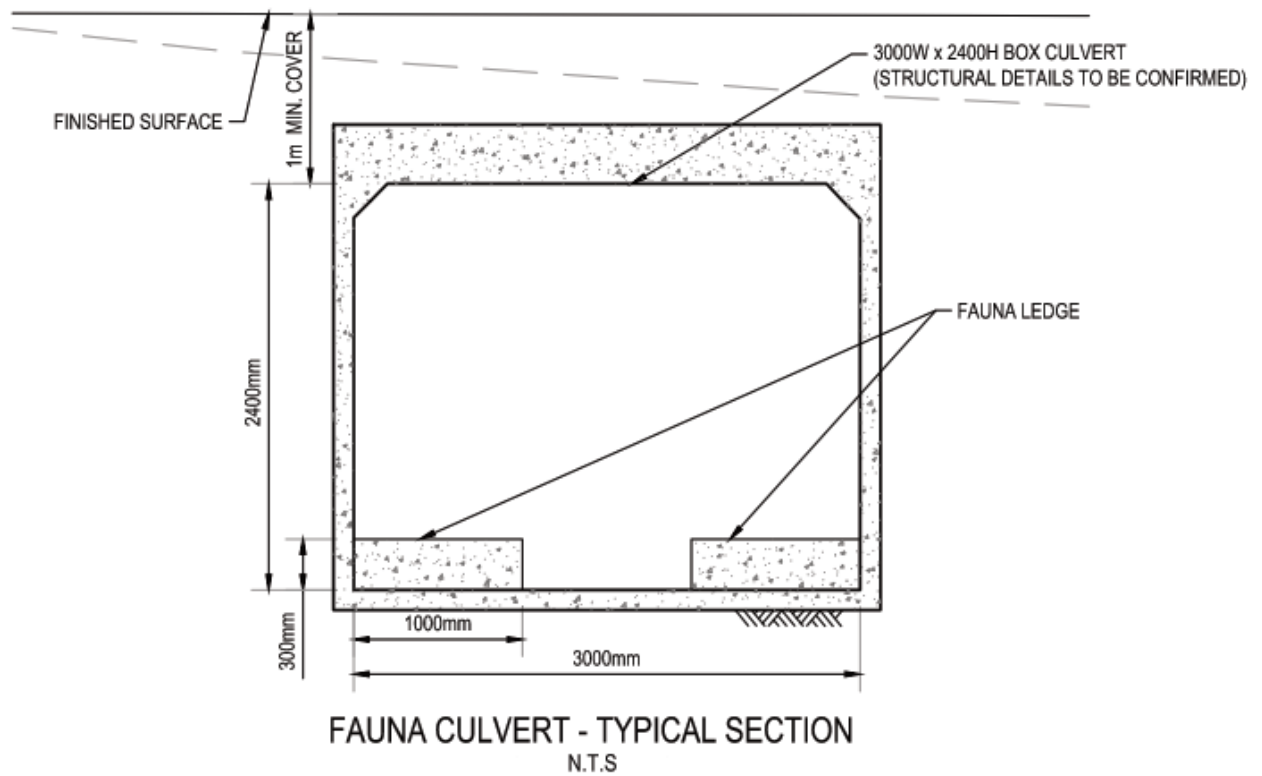 3000W x 2400H BOX CULVERT
(STRUCTURAL DETAILS TO BE CONFIRMED)
1m MIN. COVER
FINISHED SURFACE
FAUNA LEDGE
2400mm
300mm
1000mm
3000mm
FAUNA CULVERT - TYPICAL SECTION
N.T.S